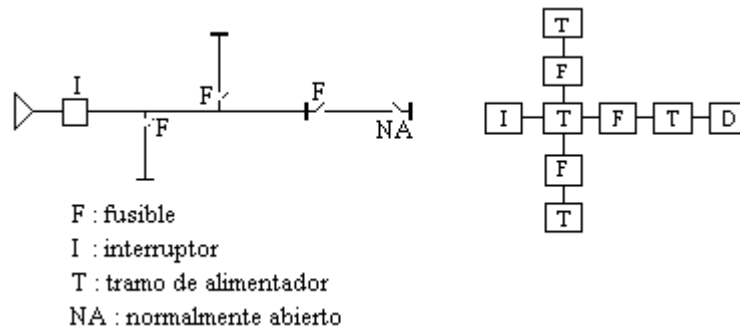 T
I
F
F
F
NA
F
I T F T D
F
T
F : fusible
I : interruptor
T : tramo de alimentador
NA : normalmente abierto